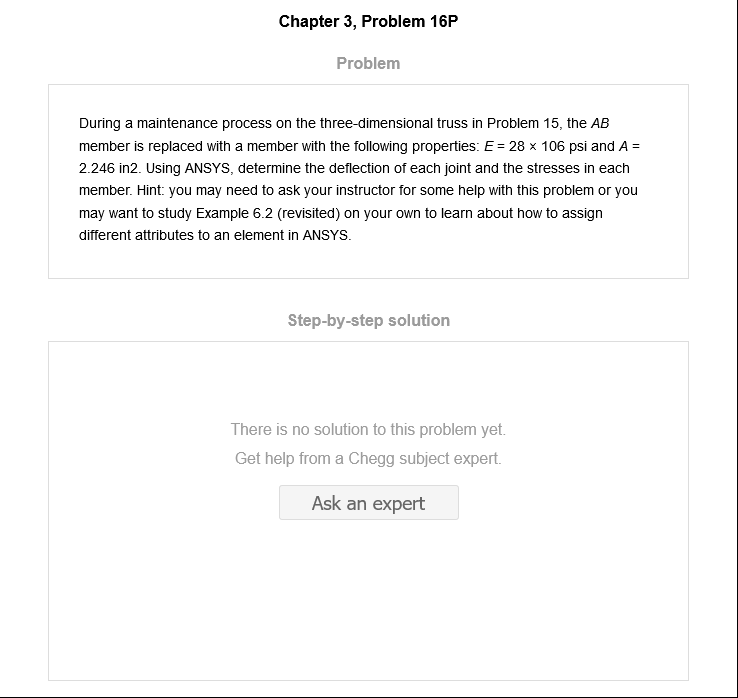 Chapter 3, Problem 16P
Problem
During a maintenance process on the three-dimensional truss in Problem 15, the AB
member is replaced with a member with the following properties: E = 28 × 106 psi and A =
2.246 in2. Using ANSYS, determine the deflection of each joint and the stresses in each
member. Hint: you may need to ask your instructor for some help with this problem or you
may want to study Example 6.2 (revisited) on your own to learn about how to assign
different attributes to an element in ANSYS.
Step-by-step solution
There is no solution to this problem yet.
Get help from a Chegg subject expert.
Ask an expert